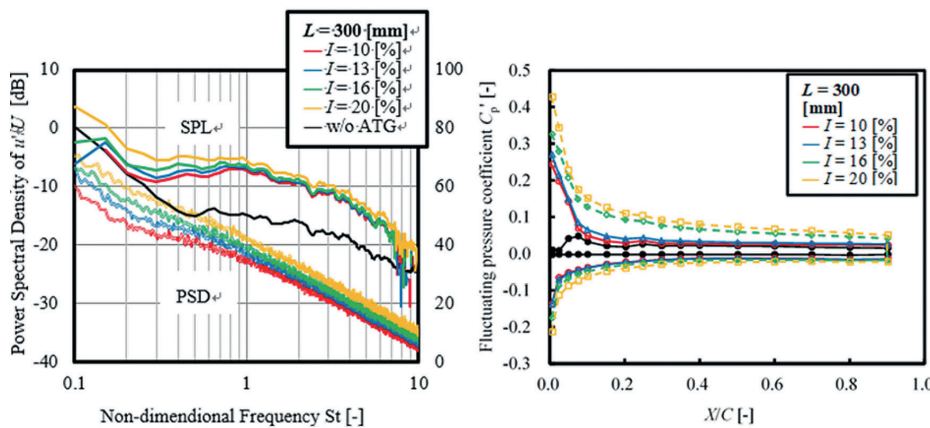 L=·300·[mm]↵
I=·10·[%]↵
I=·13·[%]↵
I=·16·[%]↵
I=·20·[%]↵
w/o·ATG↵
Power Spectral Density of u'/U [dB]
10
0
-10
-20
-30
-40
100
80
60
40
20
0
SPL↵
PSD↵
0.1
1
10
Non-dimensional Frequency St [-]
Fluctuating pressure coefficient Cp' [-]
0.5
0.4
0.3
0.2
0.1
0.0
-0.1
-0.2
-0.3
L = 300
[mm]
I = 10 [%]
I = 13 [%]
I = 16 [%]
I = 20 [%]
0.0
0.2
0.4
0.6
0.8
1.0
X/C [-]